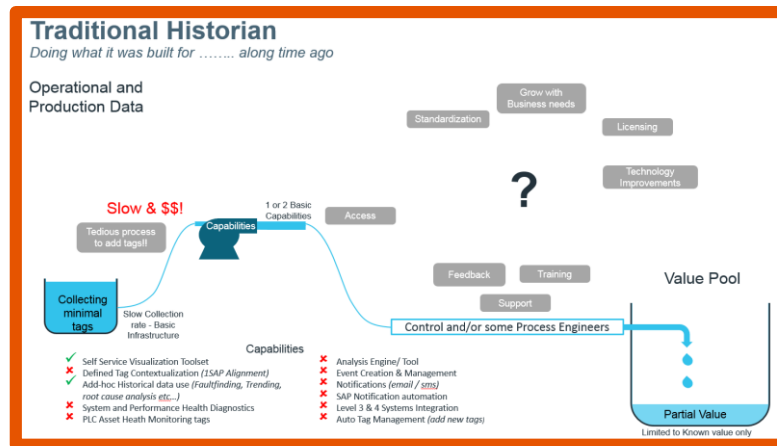 Traditional Historian
Doing what it was built for …….. along time ago
Operational and
Production Data
Grow with
Business needs
Standardization
Licensing
Technology
Improvements
?
Slow & $$!
1 or 2 Basic
Capabilities
Access
Capabilities
Tedious process
to add tags!!
Feedback
Training
Support
Value Pool
Collecting
minimal
tags
Slow Collection
rate - Basic
Infrastructure
Control and/or some Process Engineers
Capabilities
Self Service Visualization Toolset
Defined Tag Contextualization (1SAP Alignment)
Add-hoc Historical data use (Faultfinding, Trending,
root cause analysis etc...)
System and Performance Health Diagnostics
PLC Asset Heath Monitoring tags
Analysis Engine/ Tool
Event Creation & Management
Notifications (email / sms)
SAP Notification automation
Level 3 & 4 Systems Integration
Auto Tag Management (add new tags)
Partial Value
Limited to Known value only